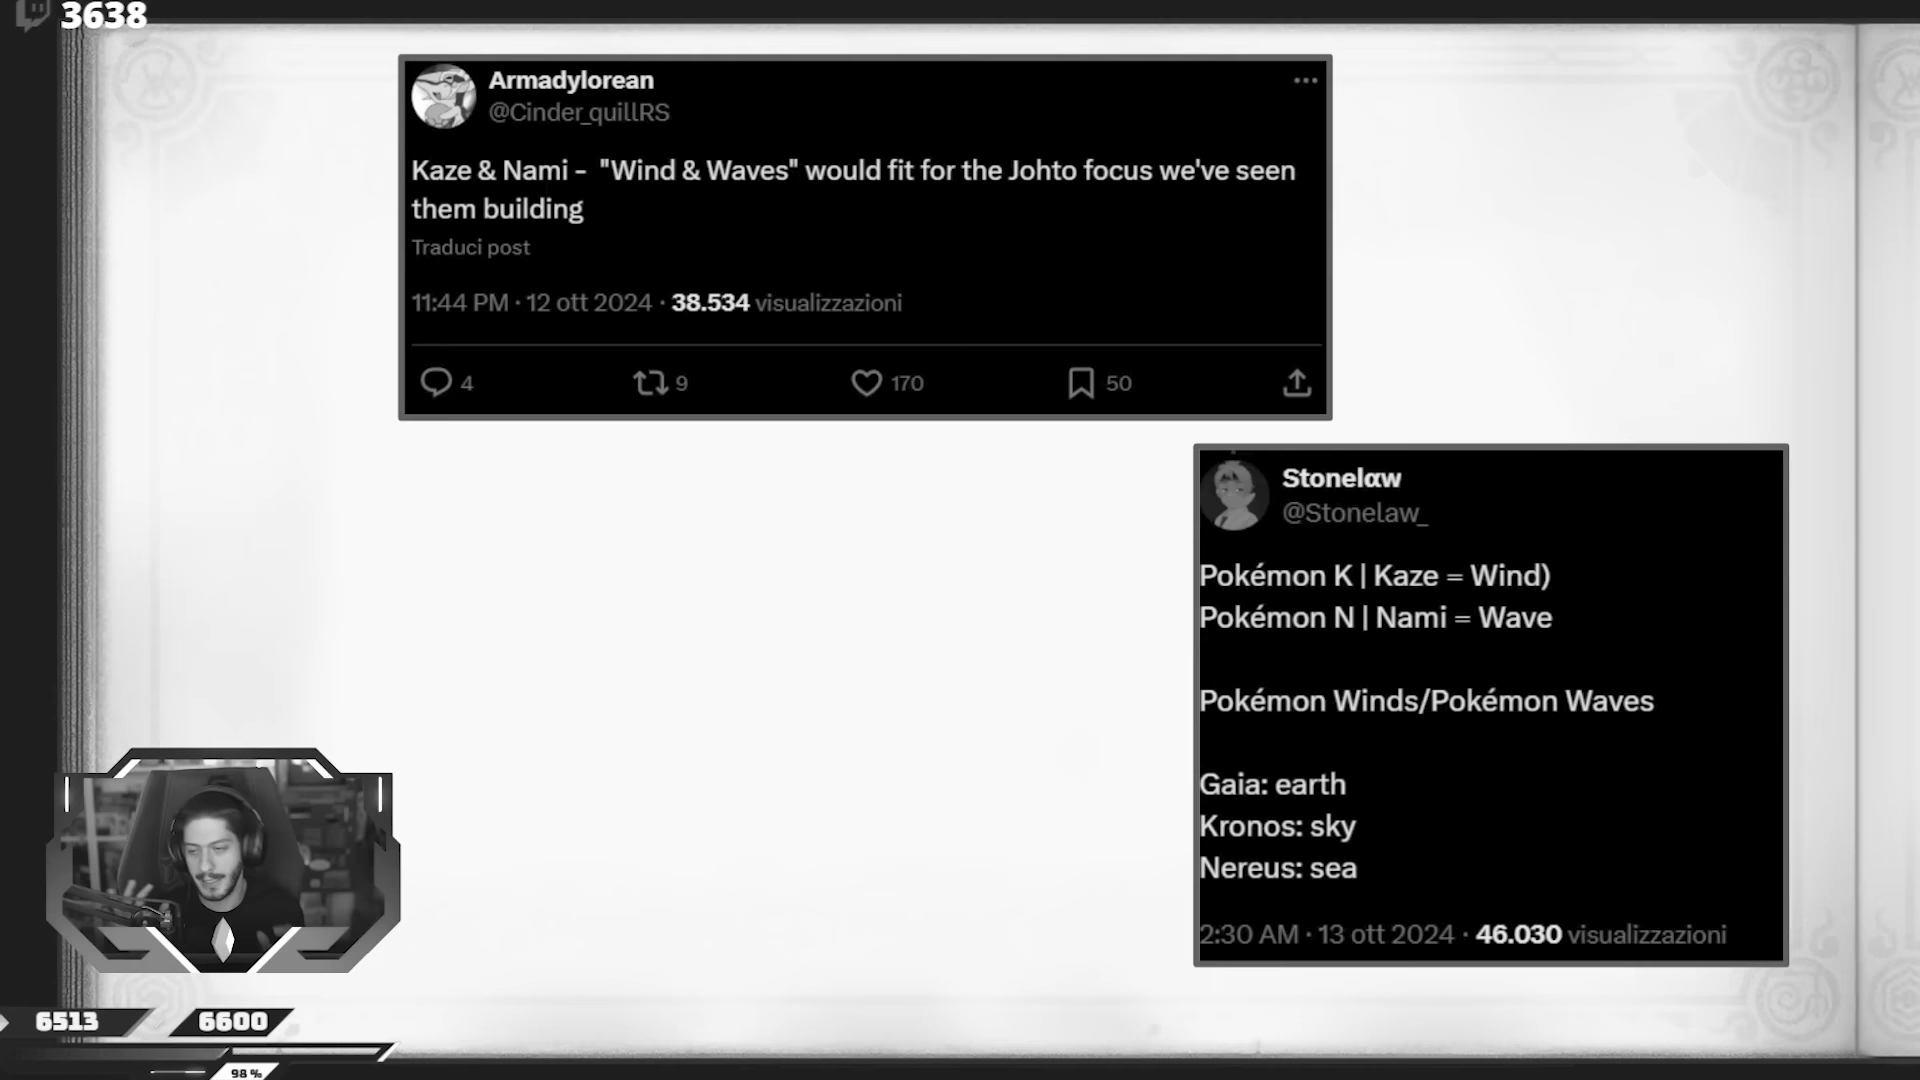 3638
Armadylorean
@Cinder_quillRS
Kaze & Nami - "Wind & Waves" would fit for the Johto focus we've seen
them building
Traduci post
11:44 PM · 12 ott 2024 · 38.534 visualizzazioni
4 9 170 50
Stonelαw
@Stonelaw_
Pokémon K | Kaze = Wind)
Pokémon N | Nami = Wave
Pokémon Winds/Pokémon Waves
Gaia: earth
Kronos: sky
Nereus: sea
2:30 AM · 13 ott 2024 · 46.030 visualizzazioni
6513 6600
98 %